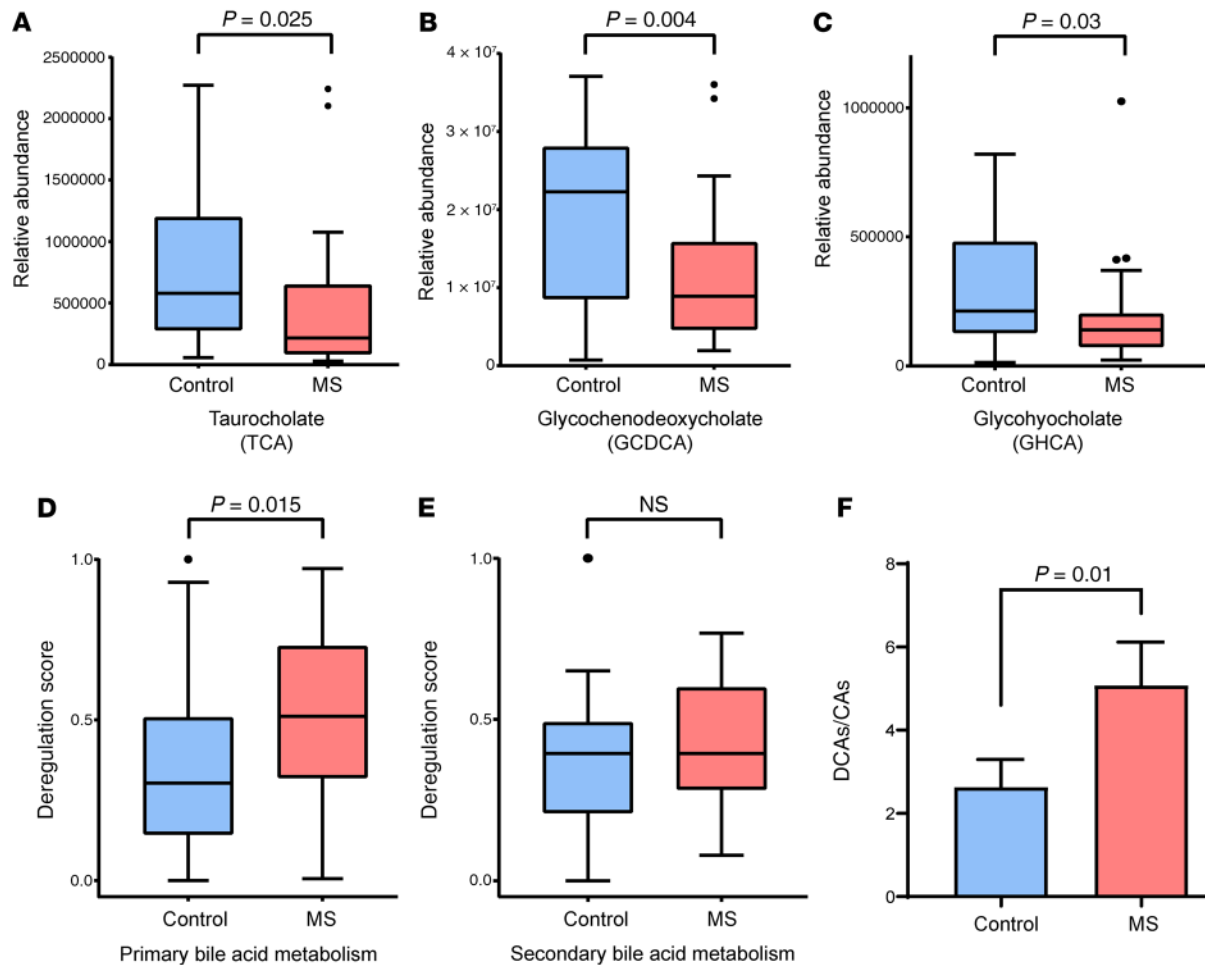 A
P = 0.025
Relative abundance
2500000
2000000
1500000
1000000
500000
0
Control
MS
Taurocholate
(TCA)
B
P = 0.004
Relative abundance
4 × 10⁷
3 × 10⁷
2 × 10⁷
1 × 10⁷
0
Control
MS
Glycochenodeoxycholate
(GCDCA)
C
P = 0.03
Relative abundance
1000000
500000
0
Control
MS
Glycohyocholate
(GHCA)
D
P = 0.015
Deregulation score
1.0
0.5
0.0
Control
MS
Primary bile acid metabolism
E
NS
Deregulation score
1.0
0.5
0.0
Control
MS
Secondary bile acid metabolism
F
P = 0.01
DCAs/CAs
8
6
4
2
0
Control
MS